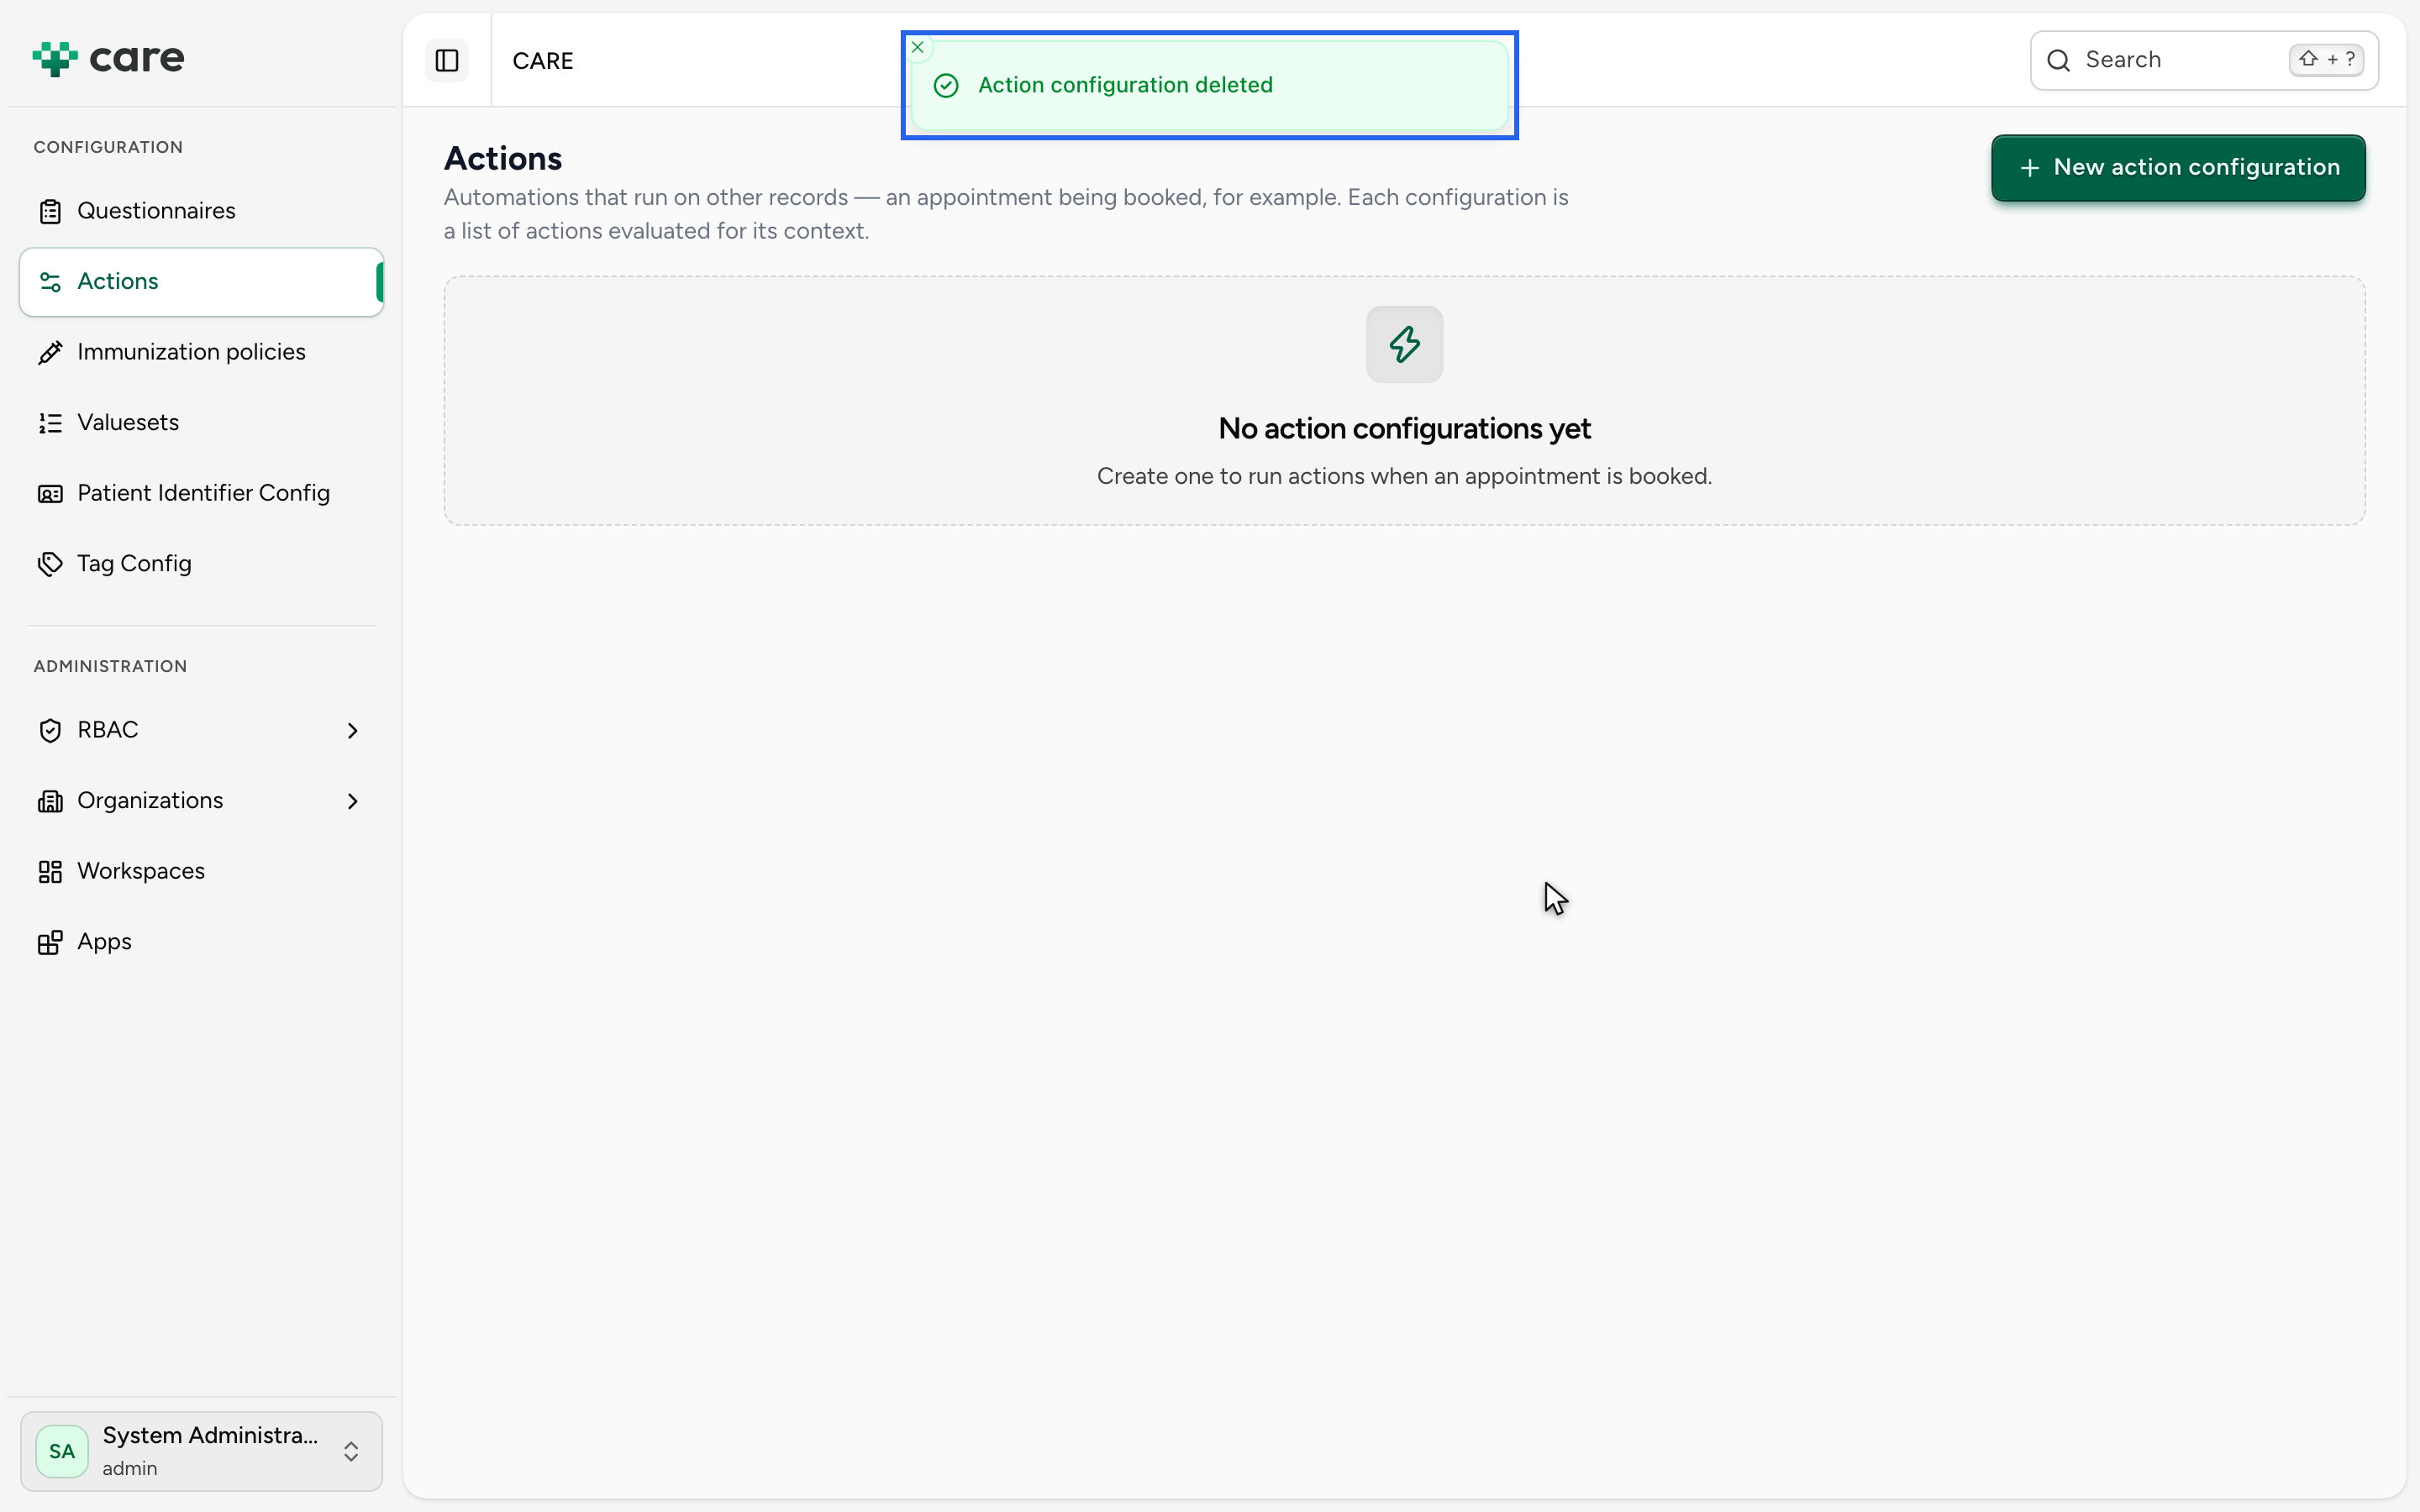 care
CARE
Action configuration deleted
Search
+ ?
CONFIGURATION
Questionnaires
Actions
Immunization policies
Valuesets
Patient Identifier Config
Tag Config
ADMINISTRATION
RBAC
Organizations
Workspaces
Apps
SA
System Administra...
admin
Actions
Automations that run on other records — an appointment being booked, for example. Each configuration is
a list of actions evaluated for its context.
New action configuration
No action configurations yet
Create one to run actions when an appointment is booked.